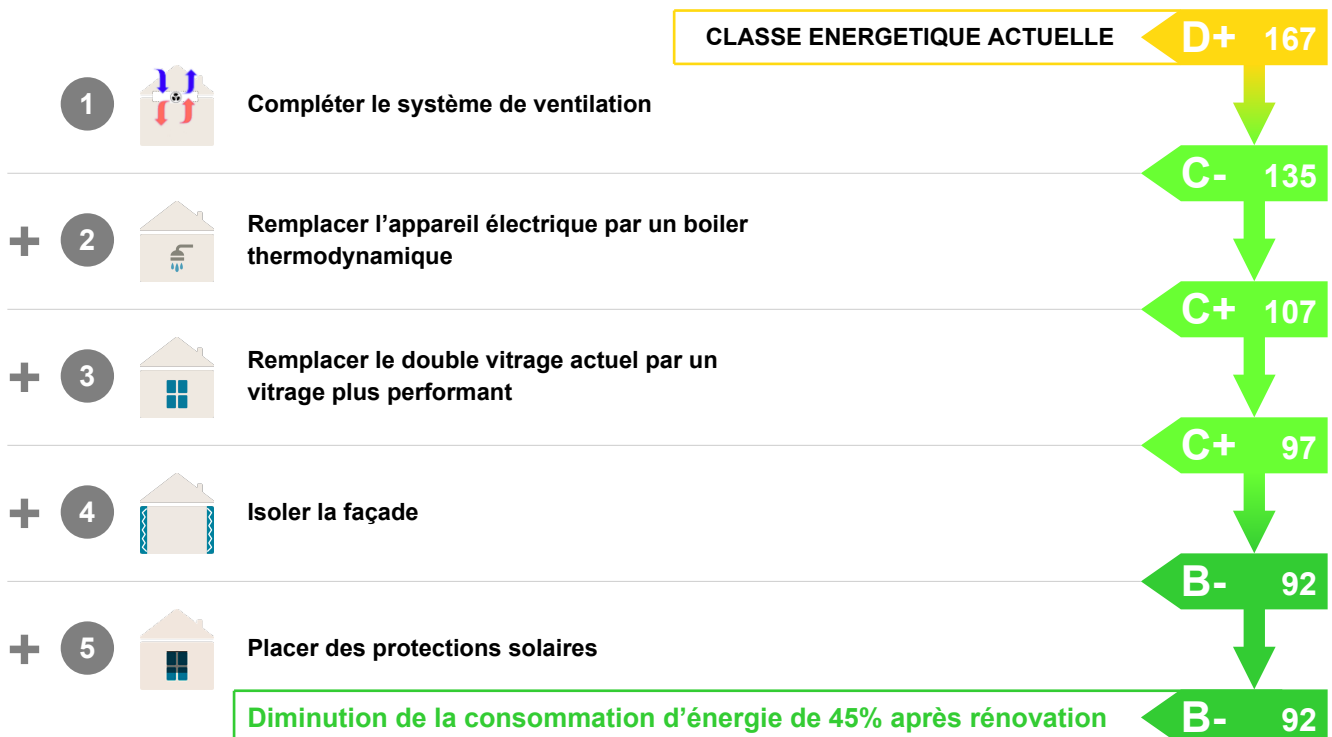 CLASSE ENERGETIQUE ACTUELLE D+ 167
1 Compléter le système de ventilation
C- 135
+ 2 Remplacer l’appareil électrique par un boiler
thermodynamique
C+ 107
+ 3 Remplacer le double vitrage actuel par un
vitrage plus performant
C+ 97
+ 4 Isoler la façade
B- 92
+ 5 Placer des protections solaires
Diminution de la consommation d’énergie de 45% après rénovation B- 92